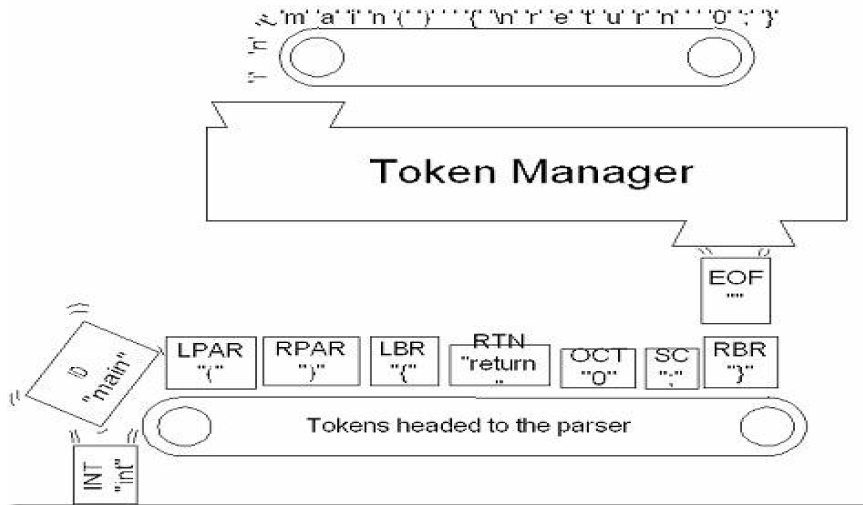 'i' 'n' 't' 'm' 'a' 'i' 'n' '(' ')' ' ' '{' '\n' 'r' 'e' 't' 'u' 'r' 'n' ' ' '0' ';' '}'
Token Manager
EOF
""
ID
"main"
LPAR
"("
RPAR
")"
LBR
"{"
RTN
"return
"
OCT
"0"
SC
";"
RBR
"}"
Tokens headed to the parser
INT
"int"